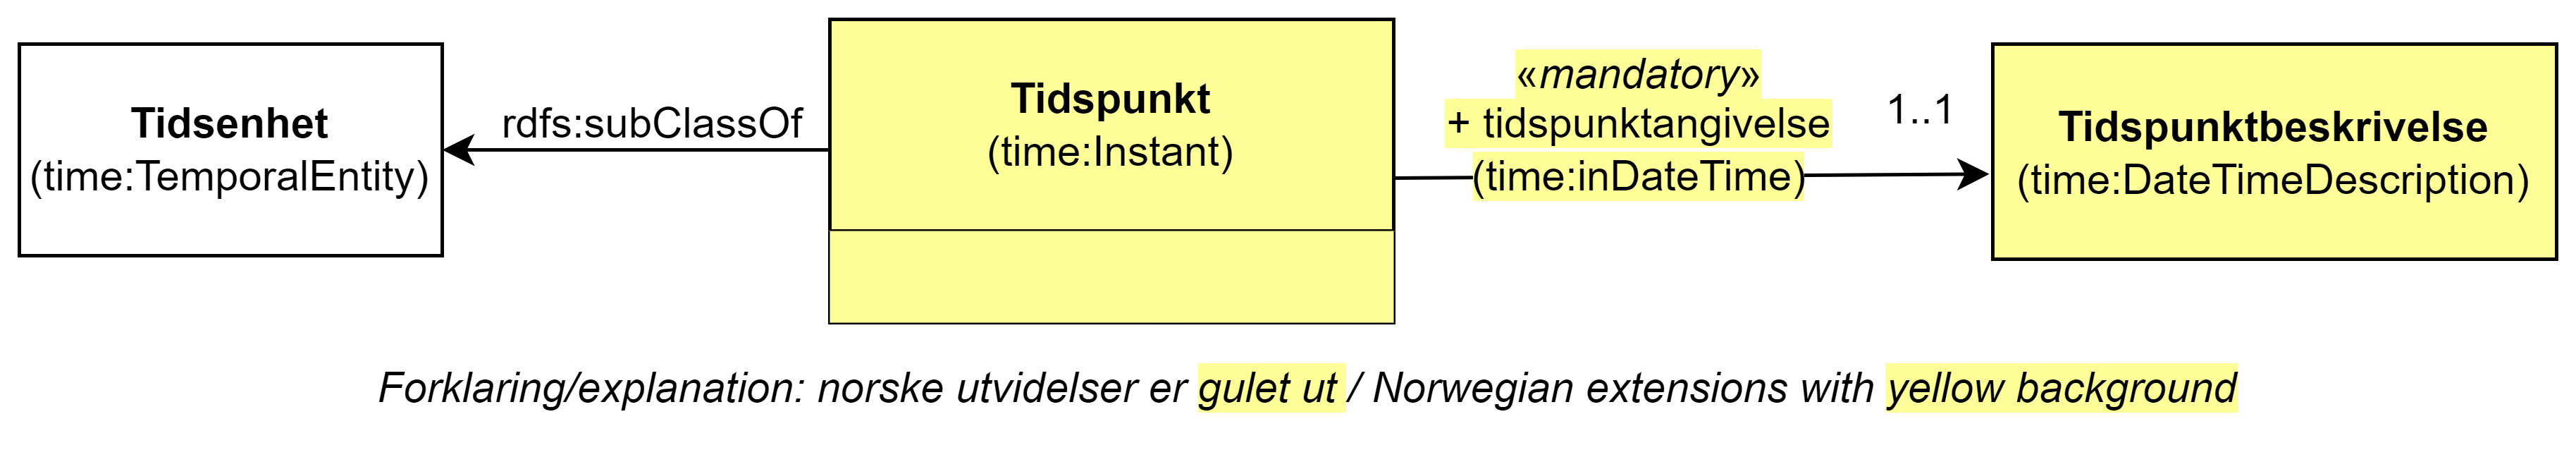 Tidsenhet
(time:TemporalEntity)
rdfs:subClassOf
Tidspunkt
(time:Instant)
«mandatory»
+ tidspunktangivelse
(time:inDateTime)
1..1
Tidspunktbeskrivelse
(time:DateTimeDescription)
Forklaring/explanation: norske utvidelser er gulet ut / Norwegian extensions with yellow background